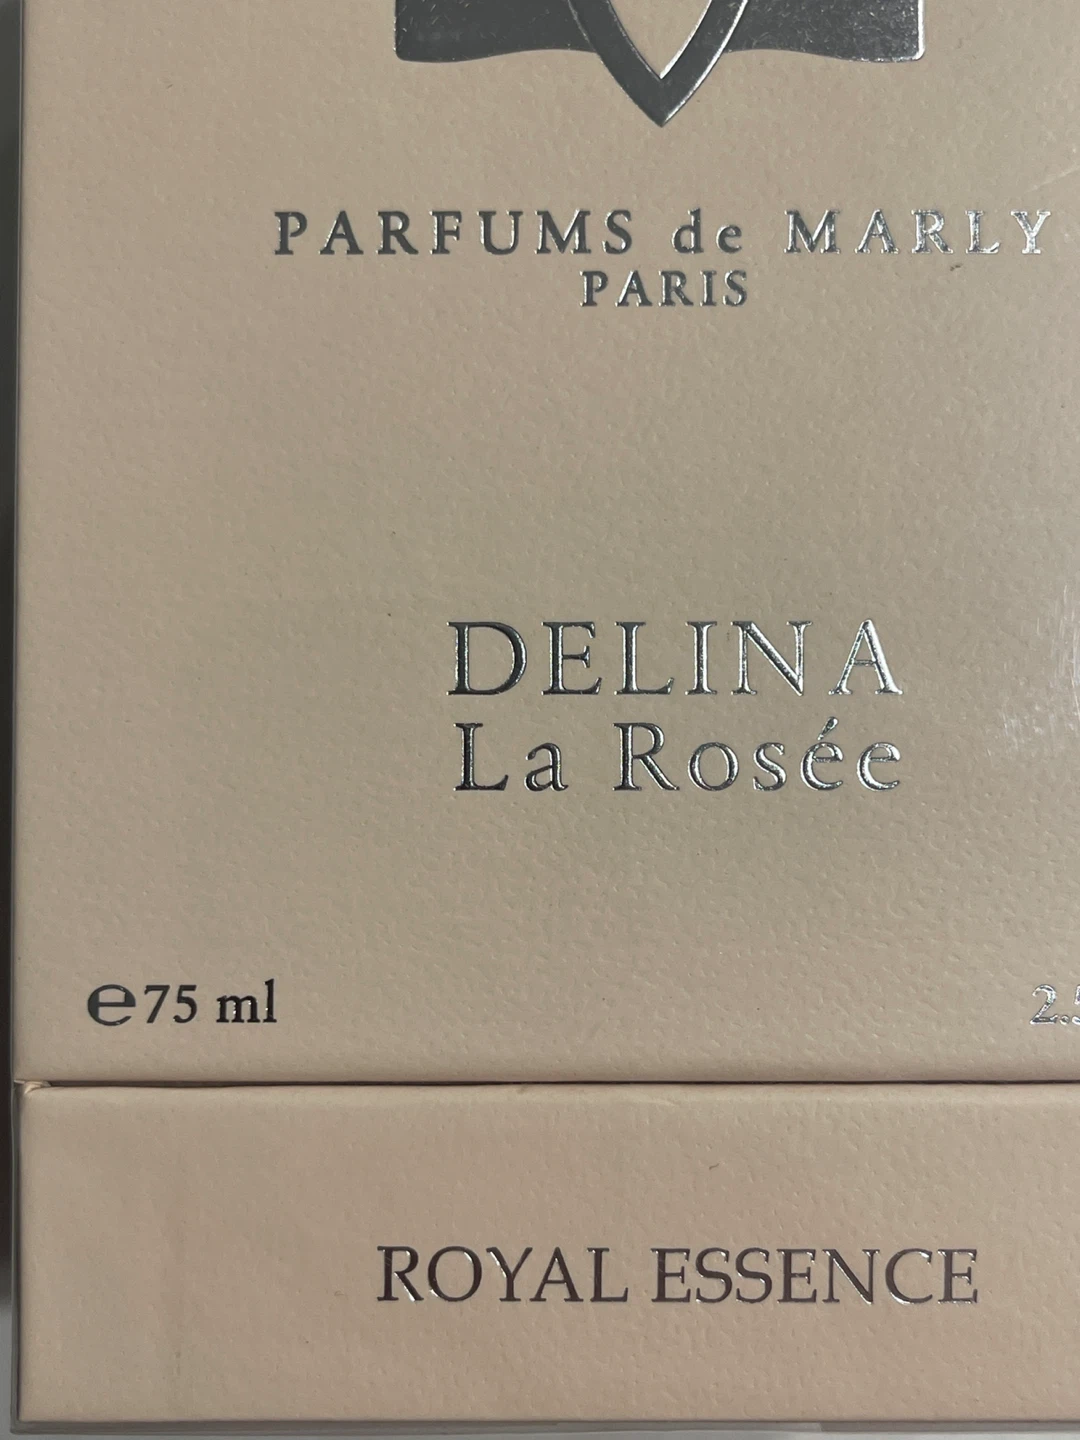 PARFUMS de MARLY
PARIS
DELINA
La Rosée
℮75 ml
ROYAL ESSENCE